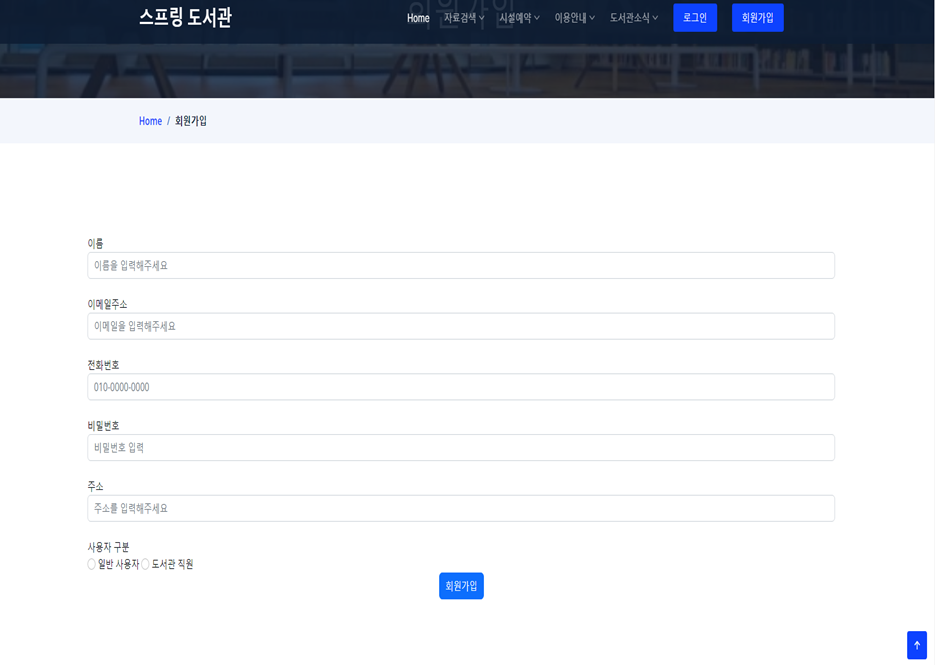 회원가입
스프링 도서관 Home 자료검색 시설예약 이용안내 도서관소식 로그인 회원가입
Home / 회원가입
이름
이름을 입력해주세요
이메일주소
이메일을 입력해주세요
전화번호
010-0000-0000
비밀번호
비밀번호 입력
주소
주소를 입력해주세요
사용자 구분
일반 사용자 도서관 직원
회원가입